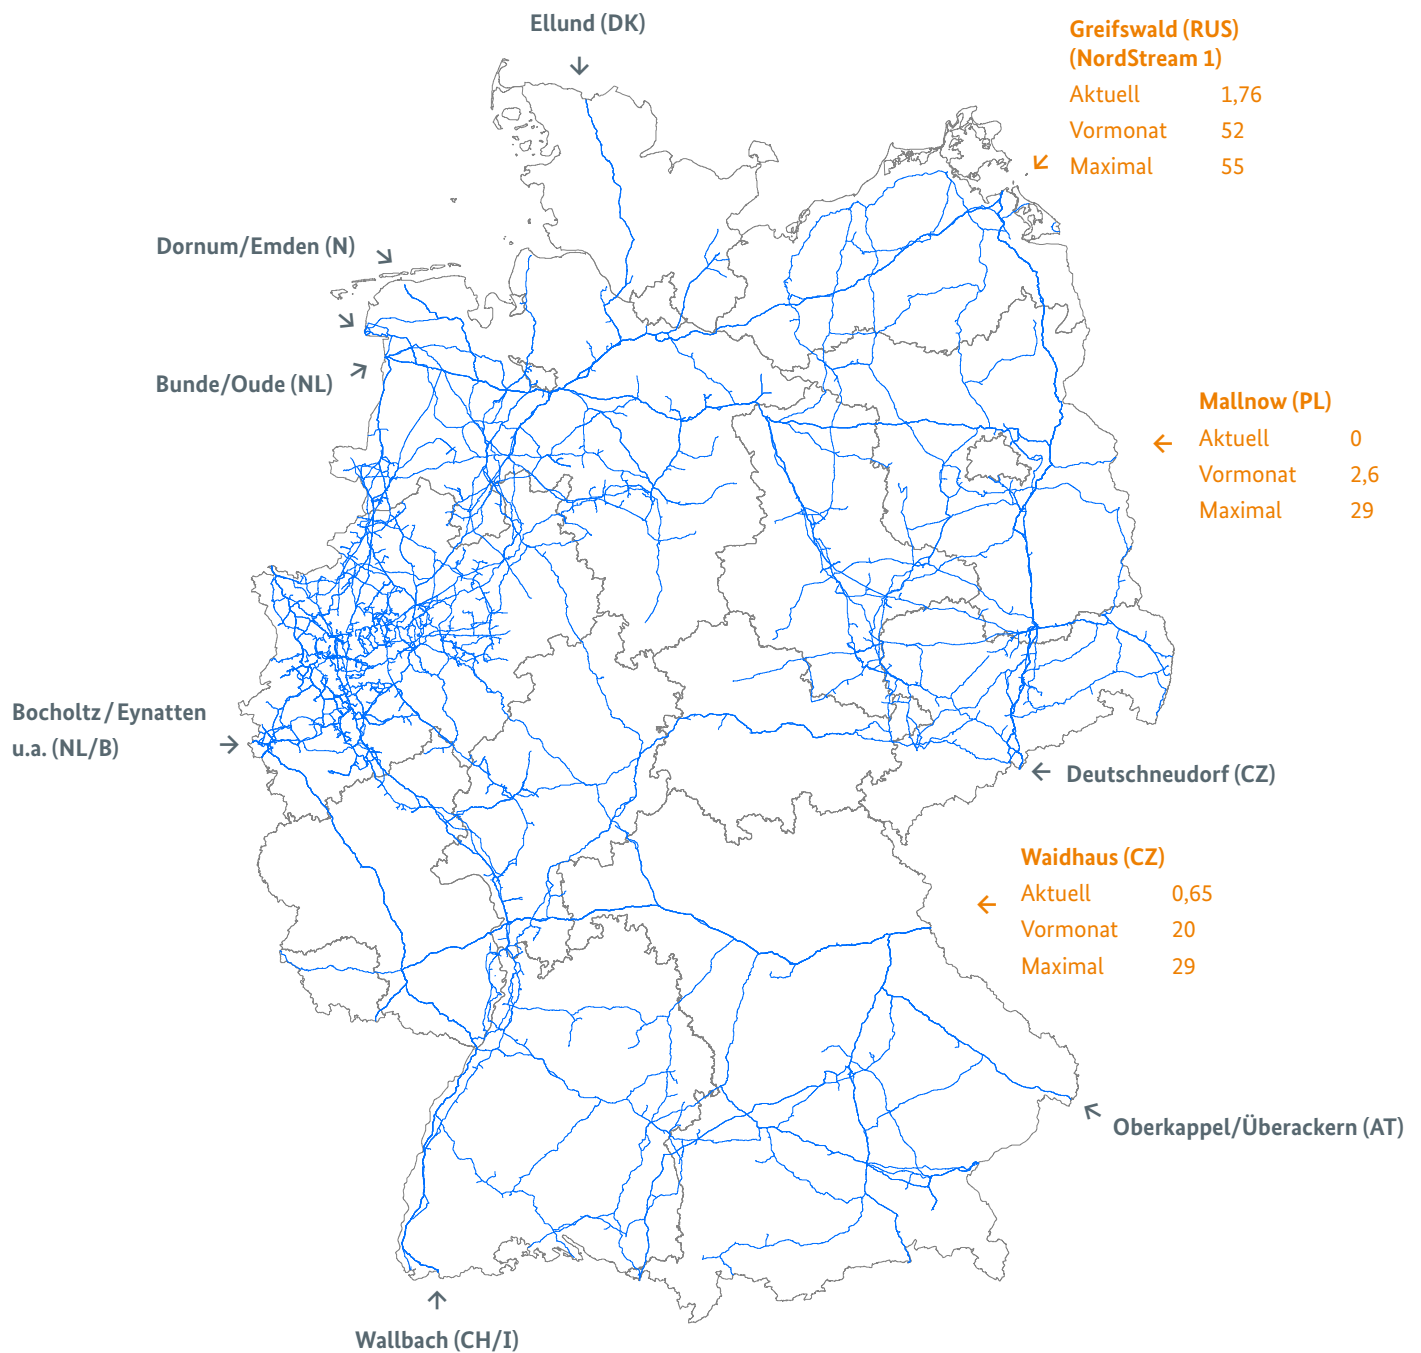 Ellund (DK)
Greifswald (RUS)
(NordStream 1)
Aktuell 1,76
Vormonat 52
Maximal 55
Dornum/Emden (N)
Bunde/Oude (NL)
Mallnow (PL)
Aktuell 0
Vormonat 2,6
Maximal 29
Bocholtz / Eynatten
u.a. (NL/B)
Deutschneudorf (CZ)
Waidhaus (CZ)
Aktuell 0,65
Vormonat 20
Maximal 29
Oberkappel/Überackern (AT)
Wallbach (CH/I)